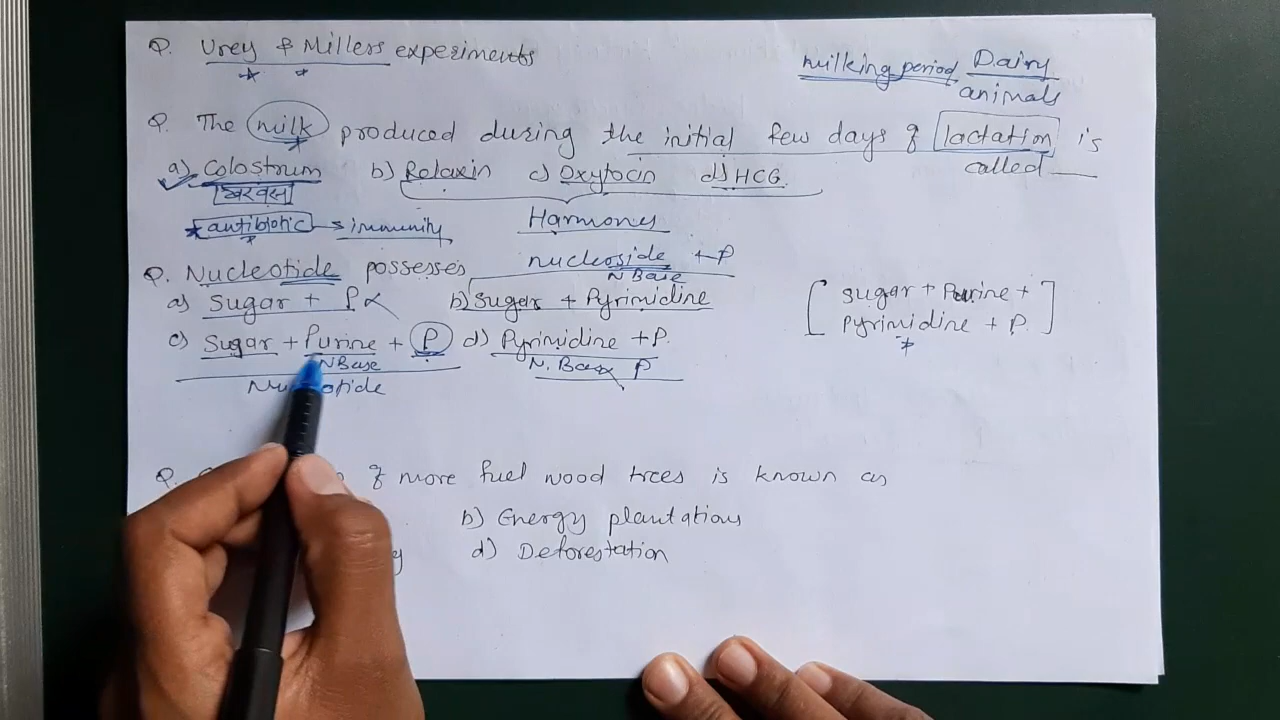 Q. Urey & Millers experiments
milking period Dairy
animals
Q. The milk produced during the initial few days of lactation is
called
a) Colostrum b) Relaxin c) Oxytocin d) HCG
खरवस
antibiotic → immunity Harmones
nucleoside + P
N Base
Q. Nucleotide possesses
a) Sugar + P b) Sugar + Pyrimidine
c) Sugar + Purine + P d) Pyrimidine + P.
N Base N. Base P
sugar + Purine +
Pyrimidine + P.
Q. of more fuel wood trees is known as
b) Energy plantations
d) Deforestation